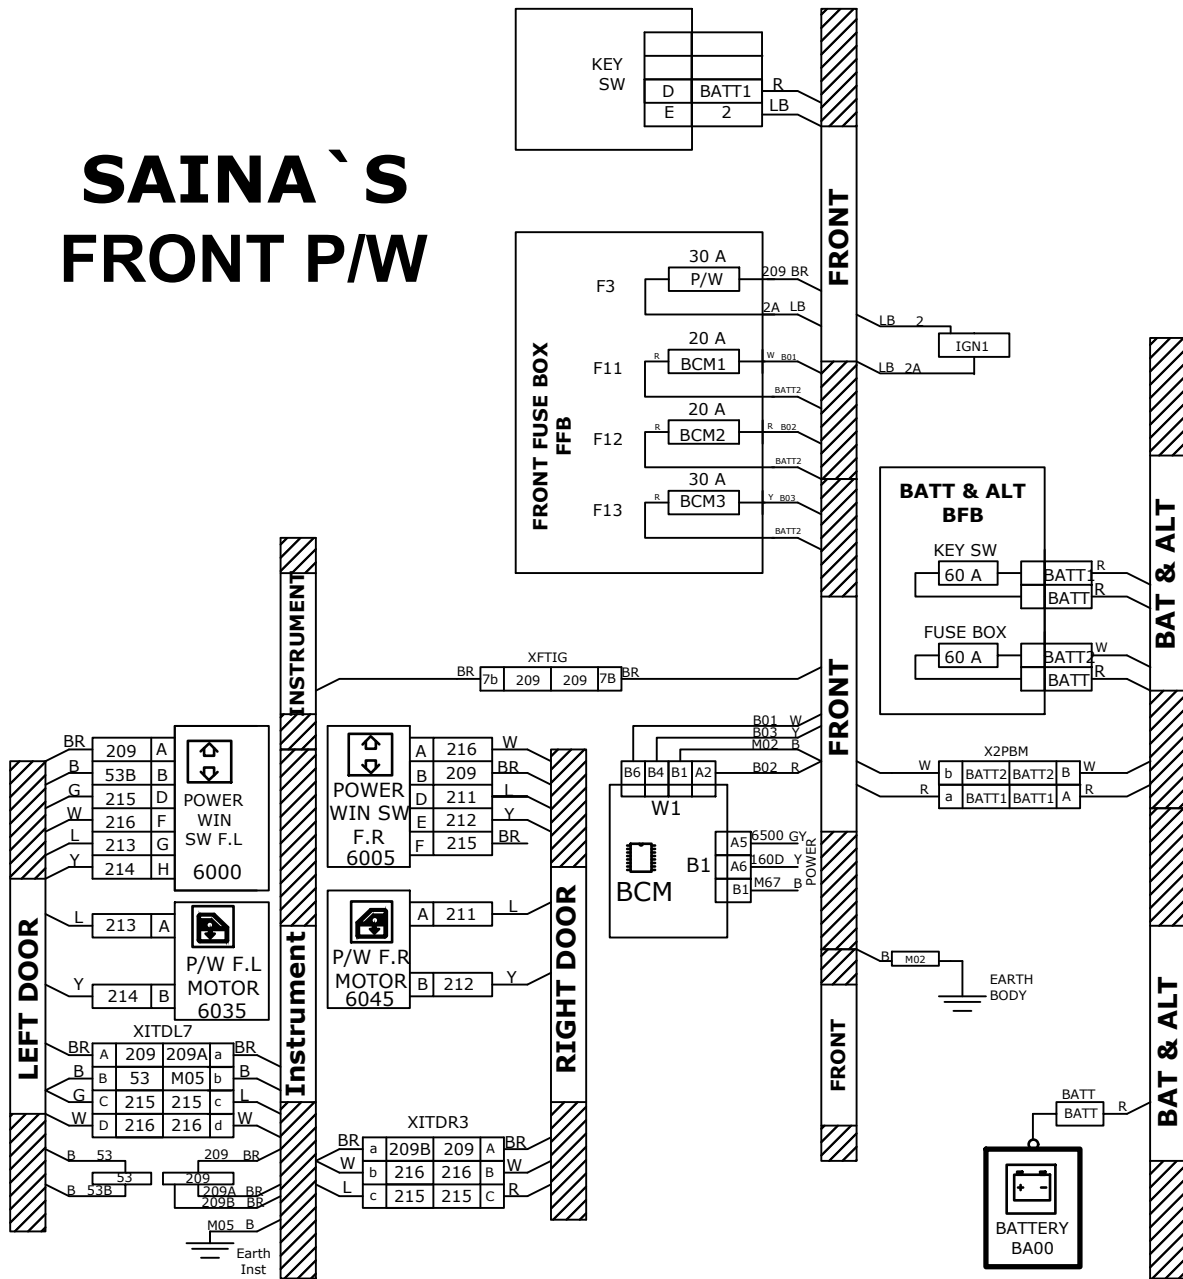 SAINA`S
FRONT P/W
KEY
SW
D BATT1 R
E 2 LB
FRONT
FRONT FUSE BOX
FFB
F3
30 A
P/W
209 BR
2A LB
F11
20 A
R BCM1 W B01
BATT2
F12
20 A
R BCM2 R B02
BATT2
F13
30 A
R BCM3 Y B03
BATT2
LB 2
IGN1
LB 2A
BATT & ALT
BFB
KEY SW
60 A BATT1 R
BATT R
FUSE BOX
60 A BATT2 W
BATT R
BAT & ALT
INSTRUMENT
XFTIG
BR 7b 209 209 7B BR
FRONT
B01 W
B03 Y
M02 B
B02 R
B6 B4 B1 A2
W1
BCM
B1
A5 6500 GY
A6 160D Y
B1 M67 B
POWER
X2PBM
W b BATT2 BATT2 B W
R a BATT1 BATT1 A R
BR 209 A
B 53B B
G 215 D
W 216 F
L 213 G
Y 214 H
POWER
WIN
SW F.L
6000
POWER
WIN SW
F.R
6005
A 216 W
B 209 BR
D 211 L
E 212 Y
F 215 BR
LEFT DOOR
L 213 A
Y 214 B
P/W F.L
MOTOR
6035
Instrument
P/W F.R
MOTOR
6045
A 211 L
B 212 Y
RIGHT DOOR
XITDL7
BR A 209 209A a BR
B B 53 M05 b B
G C 215 215 c L
W D 216 216 d W
B 53
53
B 53B
209 BR
209
209A BR
209B BR
M05 B
Earth
Inst
XITDR3
BR a 209B 209 A BR
W b 216 216 B W
L c 215 215 C R
FRONT
B M02
EARTH
BODY
BAT & ALT
BATT
BATT R
+ -
BATTERY
BA00